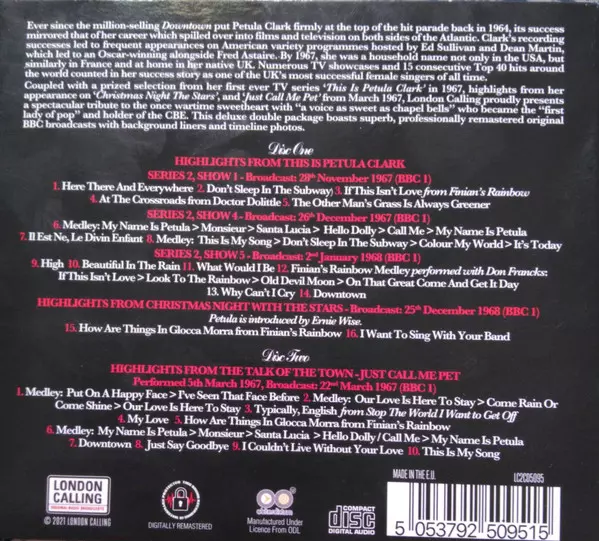 Ever since the million-selling Downtown put Petula Clark firmly at the top of the hit parade back in 1964, its success
mirrored that of her career which spilled over into films and television on both sides of the Atlantic. Clark's recording
successes led to frequent appearances on American variety programmes hosted by Ed Sullivan and Dean Martin,
which led to an Oscar-winning alongside Fred Astaire. By 1967, she was a household name not only in the USA, but
similarly in France and at home in her native UK. Numerous TV showcases and 15 consecutive Top 40 hits around
the world counted in her success story as one of the UK's most successful female singers of all time.
Coupled with a prized selection from her first ever TV series 'This Is Petula Clark' in 1967, highlights from her
appearance on 'Christmas Night The Stars', and 'Just Call Me Pet' from March 1967, London Calling proudly presents
a spectacular tribute to the once wartime sweetheart with "a voice as sweet as chapel bells" who became the "first
lady of pop" and holder of the CBE. This deluxe double package boasts superb, professionally remastered original
BBC broadcasts with background liners and timeline photos.
Disc One
HIGHLIGHTS FROM THIS IS PETULA CLARK
SERIES 2, SHOW 1 - Broadcast: 28th November 1967 (BBC 1)
1. Here There And Everywhere 2. Don't Sleep In The Subway) 3. If This Isn't Love from Finian's Rainbow
4. At The Crossroads from Doctor Dolittle 5. The Other Man's Grass Is Always Greener
SERIES 2, SHOW 4 - Broadcast: 26th December 1967 (BBC 1)
6. Medley: My Name Is Petula > Monsieur > Santa Lucia > Hello Dolly > Call Me > My Name Is Petula
7. Il Est Ne, Le Divin Enfant 8. Medley: This Is My Song > Don't Sleep In The Subway > Colour My World > It's Today
SERIES 2, SHOW 5 - Broadcast: 2nd January 1968 (BBC 1)
9. High 10. Beautiful In The Rain 11. What Would I Be 12. Finian's Rainbow Medley performed with Don Francks:
If This Isn't Love > Look To The Rainbow > Old Devil Moon > On That Great Come And Get It Day
13. Why Can't I Cry 14. Downtown
HIGHLIGHTS FROM CHRISTMAS NIGHT WITH THE STARS - Broadcast: 25th December 1968 (BBC 1)
Petula is introduced by Ernie Wise.
15. How Are Things In Glocca Morra from Finian's Rainbow 16. I Want To Sing With Your Band
Disc Two
HIGHLIGHTS FROM THE TALK OF THE TOWN - JUST CALL ME PET
Performed 5th March 1967, Broadcast: 22nd March 1967 (BBC 1)
1. Medley: Put On A Happy Face > I've Seen That Face Before 2. Medley: Our Love Is Here To Stay > Come Rain Or
Come Shine > Our Love Is Here To Stay 3. Typically, English from Stop The World I Want to Get Off
4. My Love 5. How Are Things In Glocca Morra from Finian's Rainbow
6. Medley: My Name Is Petula > Monsieur > Santa Lucia > Hello Dolly / Call Me > My Name Is Petula
7. Downtown 8. Just Say Goodbye 9. I Couldn't Live Without Your Love 10. This Is My Song
LONDON
CALLING
© 2021 LONDON CALLING
DIGITALLY REMASTERED
Manufactured Under
Licence From ODL
COMPACT
disc
DIGITAL AUDIO
MADE IN THE E.U.
LC2CD5095
5 053792 509515